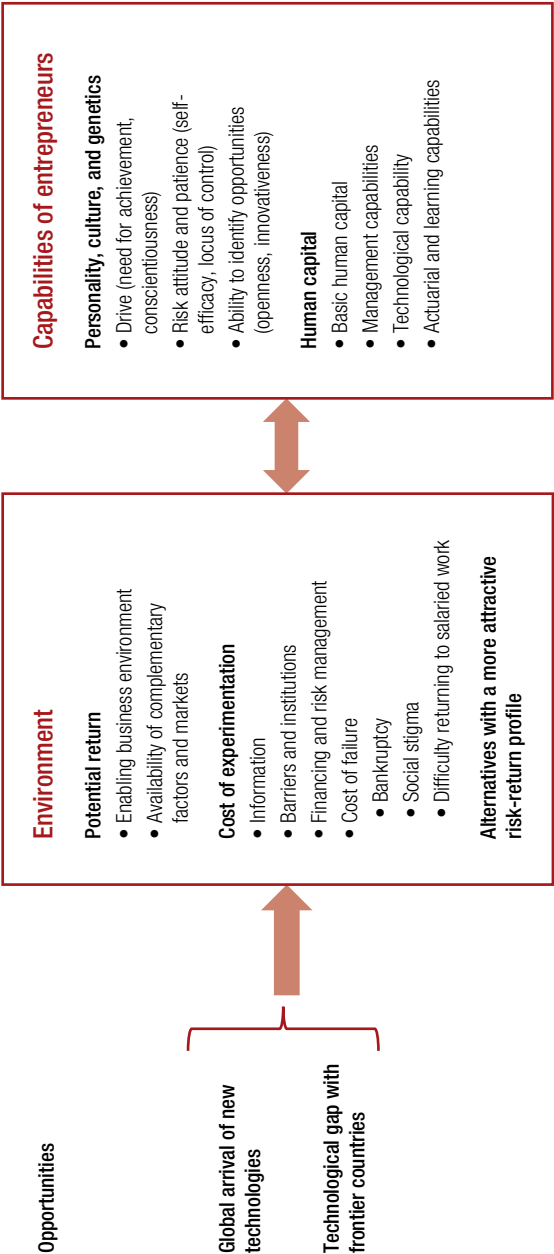 Opportunities
Global arrival of new
technologies
Technological gap with
frontier countries
Environment
Potential return
• Enabling business environment
• Availability of complementary
factors and markets
Cost of experimentation
• Information
• Barriers and institutions
• Financing and risk management
• Cost of failure
• Bankruptcy
• Social stigma
• Difficulty returning to salaried work
Alternatives with a more attractive
risk-return profile
Capabilities of entrepreneurs
Personality, culture, and genetics
• Drive (need for achievement,
conscientiousness)
• Risk attitude and patience (self-
efficacy, locus of control)
• Ability to identify opportunities
(openness, innovativeness)
Human capital
• Basic human capital
• Management capabilities
• Technological capability
• Actuarial and learning capabilities